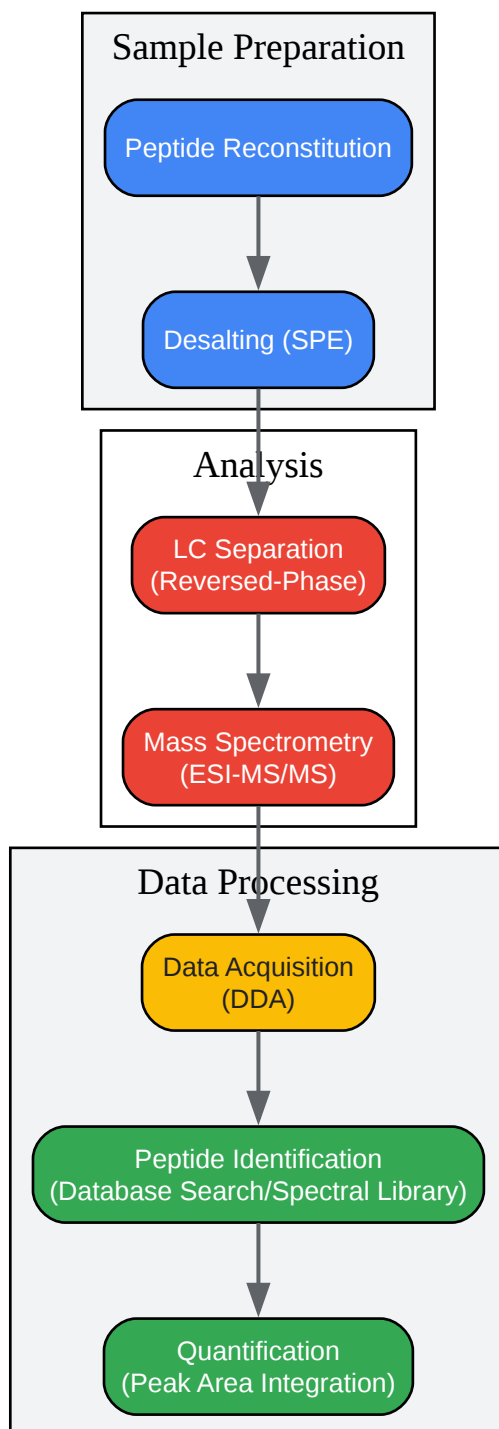 Sample Preparation
Peptide Reconstitution
Desalting (SPE)
Analysis
LC Separation
(Reversed-Phase)
Mass Spectrometry
(ESI-MS/MS)
Data Processing
Data Acquisition
(DDA)
Peptide Identification
(Database Search/Spectral Library)
Quantification
(Peak Area Integration)